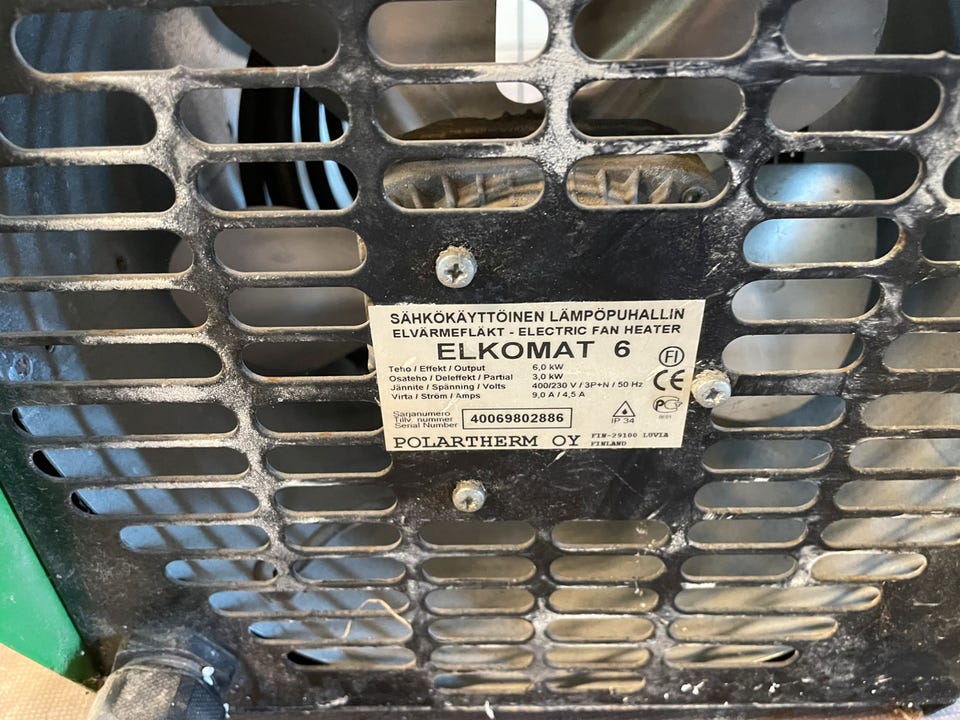 SÄHKÖKÄYTTÖINEN LÄMPÖPUHALLIN
ELVÄRMEFLÄKT - ELECTRIC FAN HEATER
ELKOMAT 6
Teho / Effekt / Output 6,0 kW
Osateho / Deleffekt / Partial 3,0 kW
Jännite / Spänning / Volts 400/230 V / 3P+N / 50 Hz
Virta / Ström / Amps 9,0 A / 4,5 A
FI
CE
Sarjanumero
Tillv. nummer
Serial Number
40069802886
IP 34
POLARTHERM OY
FIN-29100 LUVIA
FINLAND